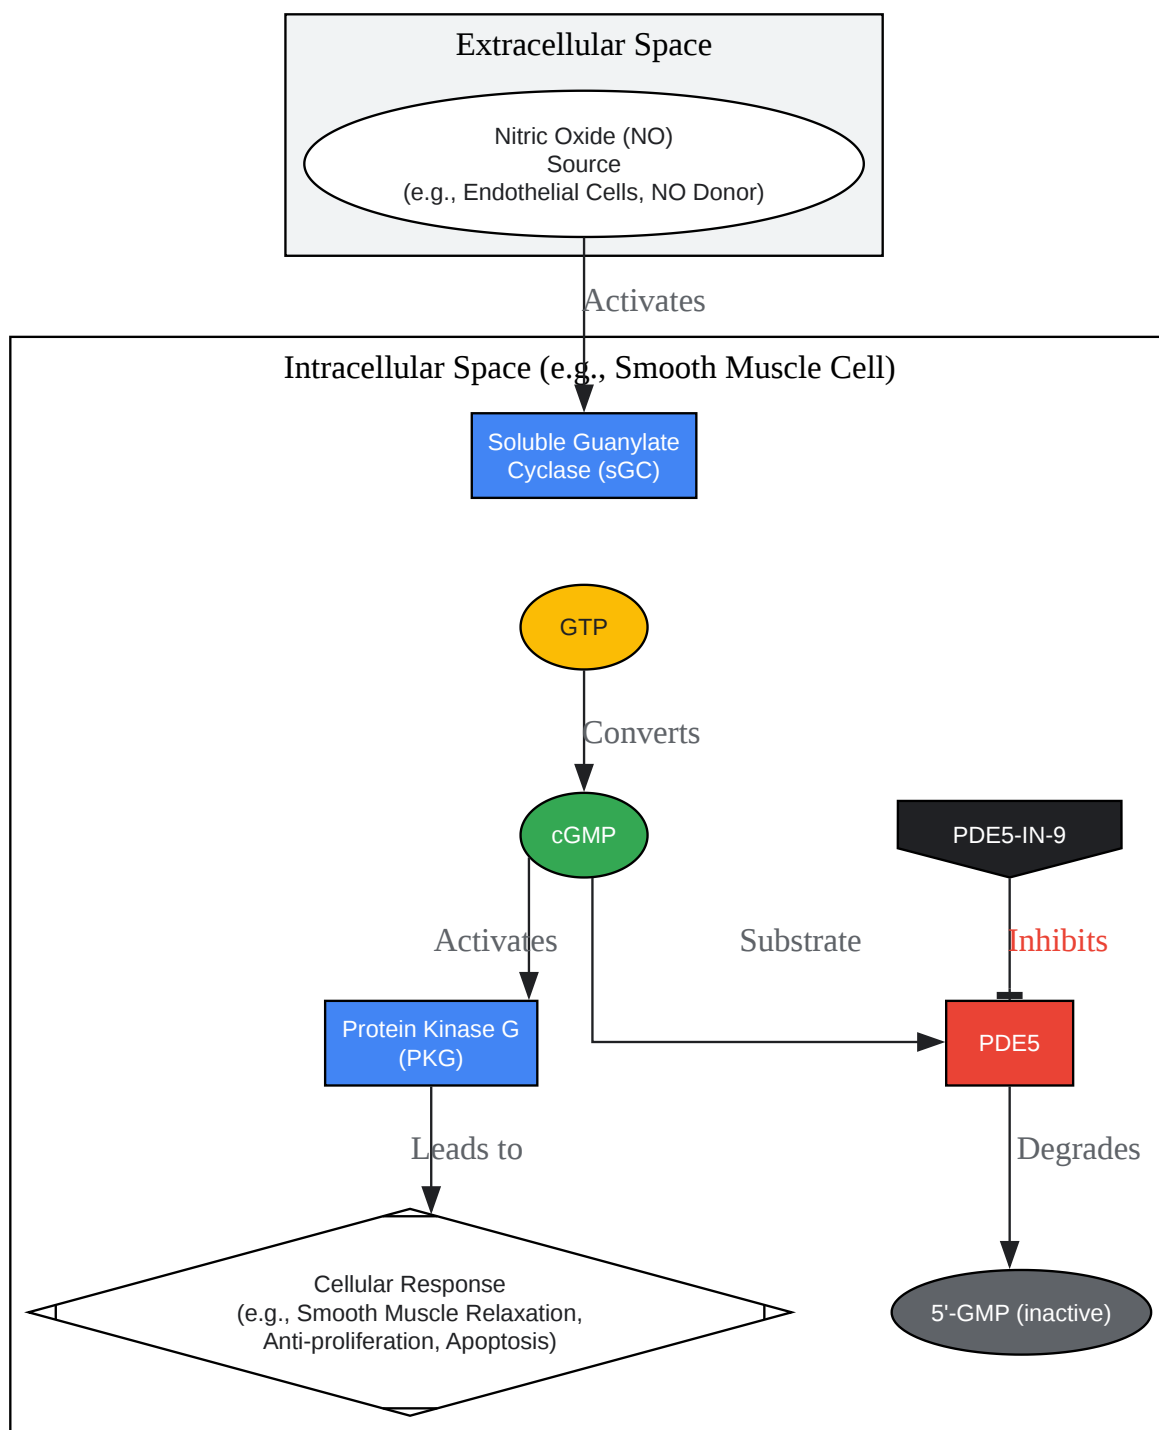 Extracellular Space
Nitric Oxide (NO)
Source
(e.g., Endothelial Cells, NO Donor)
Activates
Intracellular Space (e.g., Smooth Muscle Cell)
Soluble Guanylate
Cyclase (sGC)
GTP
Converts
cGMP
PDE5-IN-9
Activates
Substrate
Inhibits
Protein Kinase G
(PKG)
PDE5
Leads to
Degrades
Cellular Response
(e.g., Smooth Muscle Relaxation,
Anti-proliferation, Apoptosis)
5'-GMP (inactive)